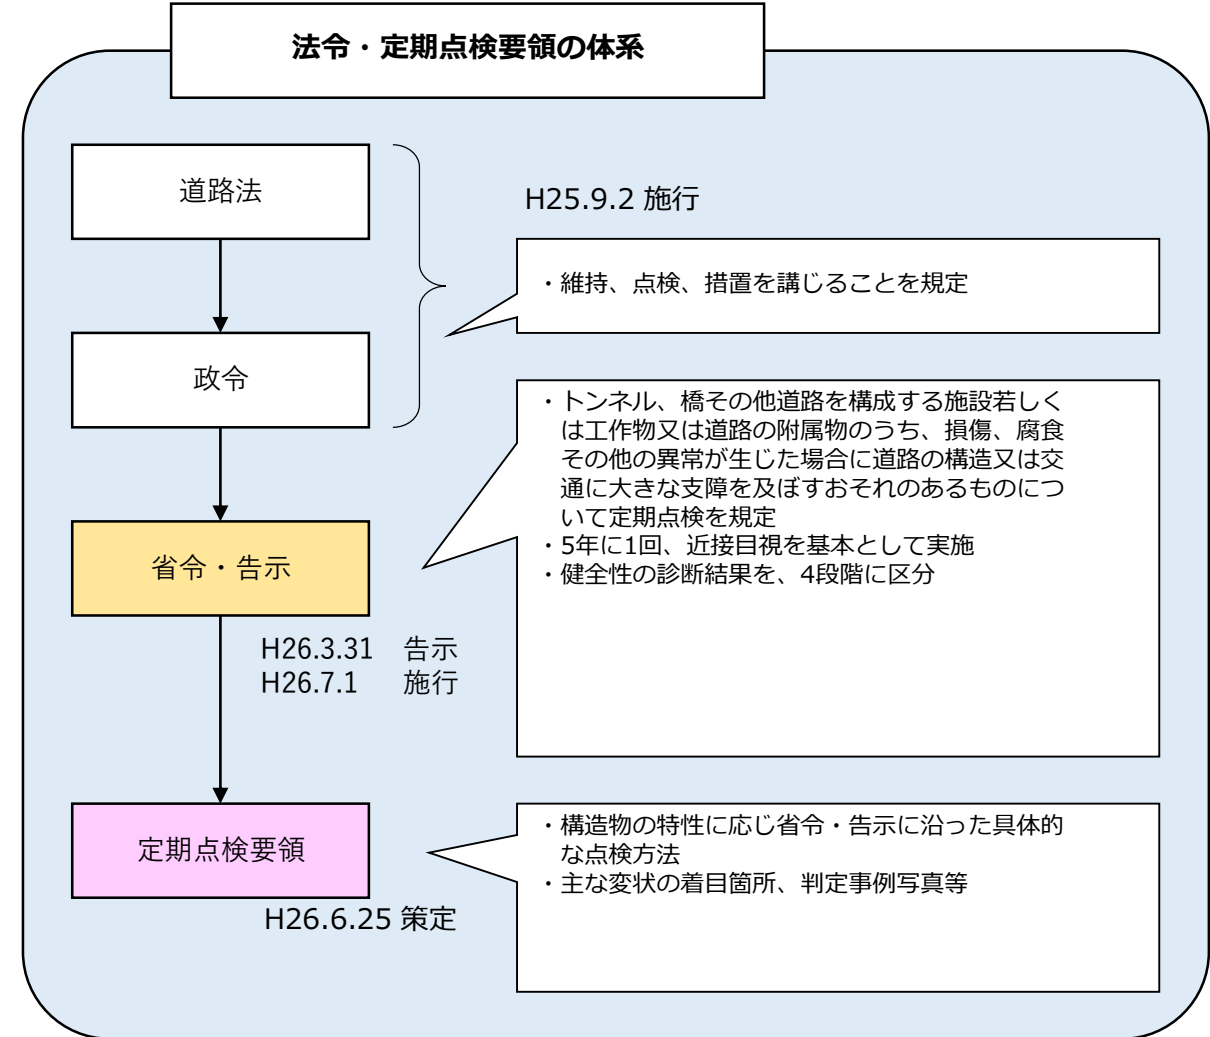 法令・定期点検要領の体系
道路法
H25.9.2 施行
・維持、点検、措置を講じることを規定
政令
・トンネル、橋その他道路を構成する施設若しく
は工作物又は道路の附属物のうち、損傷、腐食
その他の異常が生じた場合に道路の構造又は交
通に大きな支障を及ぼすおそれのあるものにつ
いて定期点検を規定
・5年に1回、近接目視を基本として実施
・健全性の診断結果を、4段階に区分
省令・告示
H26.3.31 告示
H26.7.1 施行
定期点検要領
H26.6.25 策定
・構造物の特性に応じ省令・告示に沿った具体的
な点検方法
・主な変状の着目箇所、判定事例写真等